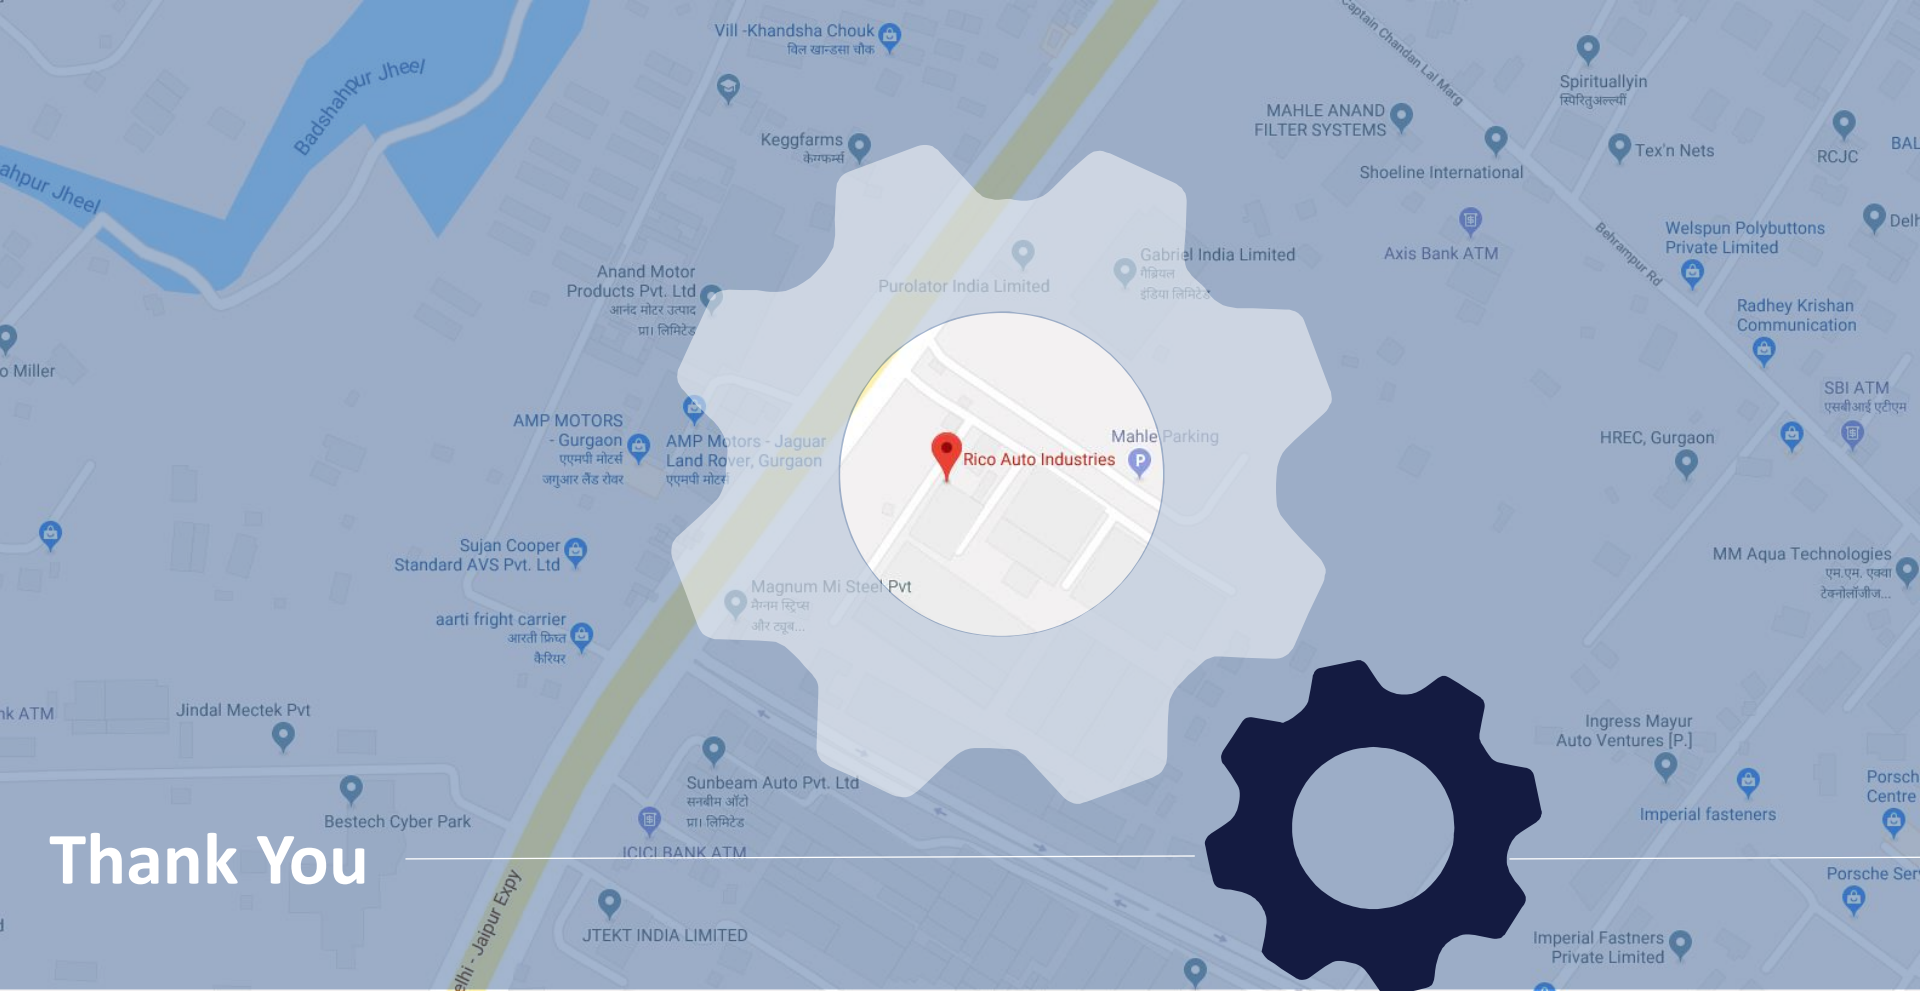 Vill -Khandsha Chouk
विल खान्डसा चौक
Captain Chandan Lal Marg
Badshahpur Jheel
ahpur Jheel
Spirituallyin
स्पिरितुअल्ल्यीं
MAHLE ANAND
FILTER SYSTEMS
Keggfarms
केग्गफर्म्स
Shoeline International
Tex'n Nets
RCJC
BAL
Delh
Axis Bank ATM
Behrampur Rd
Welspun Polybuttons
Private Limited
Anand Motor
Products Pvt. Ltd
आनंद मोटर उत्पाद
प्रा। लिमिटेड
Purolator India Limited
Gabriel India Limited
गैब्रियल
इंडिया लिमिटेड
Radhey Krishan
Communication
o Miller
SBI ATM
एसबीआई एटीएम
AMP MOTORS
- Gurgaon
एएमपी मोटर्स
जगुआर लैंड रोवर
AMP Motors - Jaguar
Land Rover, Gurgaon
एएमपी मोटर्स
Mahle Parking
P
Rico Auto Industries
HREC, Gurgaon
Sujan Cooper
Standard AVS Pvt. Ltd
MM Aqua Technologies
एम.एम. एक्वा
टेक्नोलॉजीज...
Magnum Mi Steel Pvt
मैग्नम स्ट्रिप्स
और ट्यूब...
aarti fright carrier
आरती फ्रिघ्त
कैरियर
nk ATM
Jindal Mectek Pvt
Ingress Mayur
Auto Ventures [P.]
Sunbeam Auto Pvt. Ltd
सनबीम ऑटो
प्रा। लिमिटेड
Porsch
Centre
Imperial fasteners
Bestech Cyber Park
ICICI BANK ATM
Thank You
Porsche Ser
elhi - Jaipur Expy
JTEKT INDIA LIMITED
Imperial Fastners
Private Limited